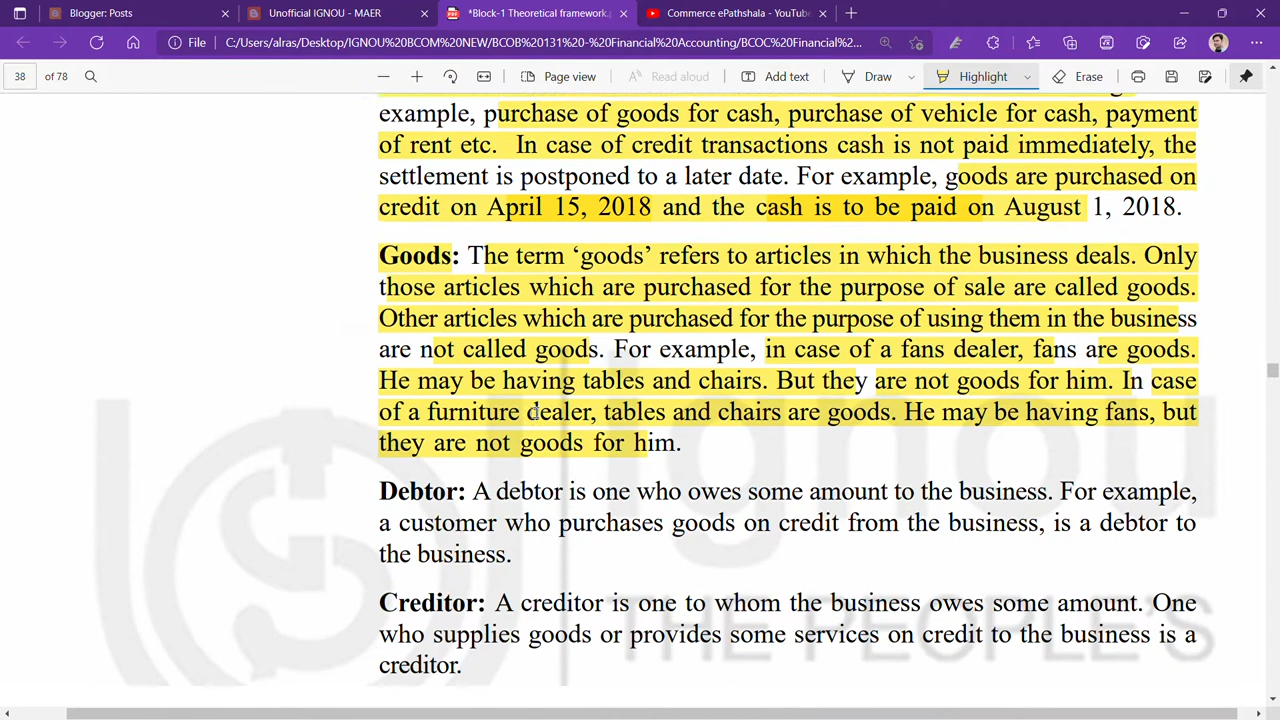 Blogger: Posts
Unofficial IGNOU - MAER
*Block-1 Theoretical framework.
Commerce ePathshala - YouTube
File
C:/Users/alras/Desktop/IGNOU%20BCOM%20NEW/BCOB%20131%20-%20Financial%20Accounting/BCOC%20Financial%2...
38 of 78
Page view
Read aloud
Add text
Draw
Highlight
Erase
example, purchase of goods for cash, purchase of vehicle for cash, payment
of rent etc. In case of credit transactions cash is not paid immediately, the
settlement is postponed to a later date. For example, goods are purchased on
credit on April 15, 2018 and the cash is to be paid on August 1, 2018.
Goods: The term ‘goods’ refers to articles in which the business deals. Only
those articles which are purchased for the purpose of sale are called goods.
Other articles which are purchased for the purpose of using them in the business
are not called goods. For example, in case of a fans dealer, fans are goods.
He may be having tables and chairs. But they are not goods for him. In case
of a furniture dealer, tables and chairs are goods. He may be having fans, but
they are not goods for him.
Debtor: A debtor is one who owes some amount to the business. For example,
a customer who purchases goods on credit from the business, is a debtor to
the business.
Creditor: A creditor is one to whom the business owes some amount. One
who supplies goods or provides some services on credit to the business is a
creditor.
ignou
THE PEOPLE'S